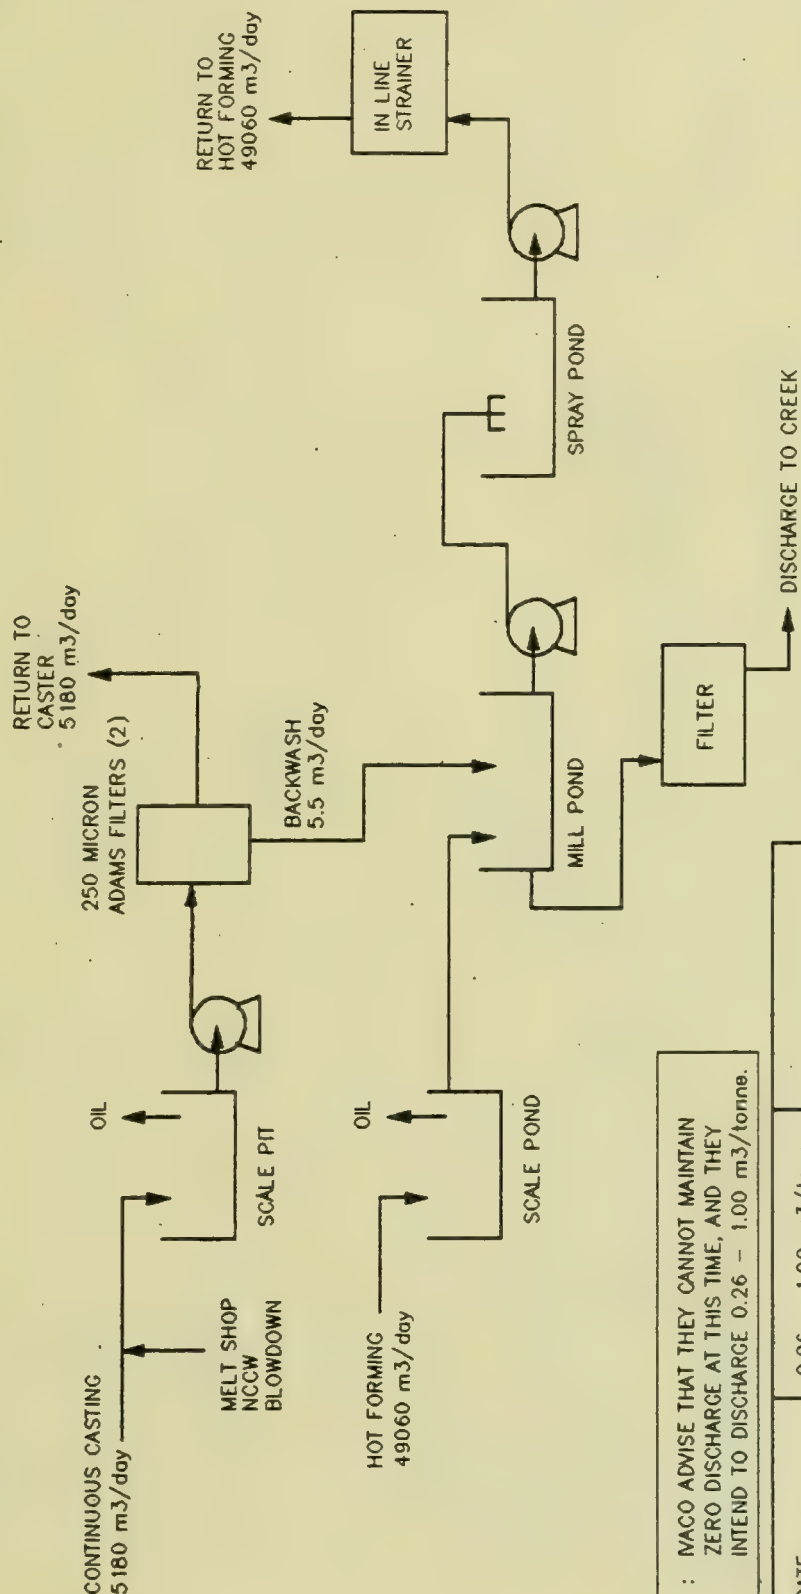 CONTINUOUS CASTING
5180 m3/day
MELT SHOP
NCCW
BLOWDOWN
OIL
SCALE PIT
250 MICRON
ADAMS FILTERS (2)
RETURN TO
CASTER
5180 m3/day
BACKWASH
5.5 m3/day
HOT FORMING
49060 m3/day
OIL
SCALE POND
MILL POND
SPRAY POND
RETURN TO
HOT FORMING
49060 m3/day
IN LINE
STRAINER
FILTER
DISCHARGE TO CREEK
: IVACO ADVISE THAT THEY CANNOT MAINTAIN
ZERO DISCHARGE AT THIS TIME, AND THEY
INTEND TO DISCHARGE 0.26 - 1.00 m3/tonne.